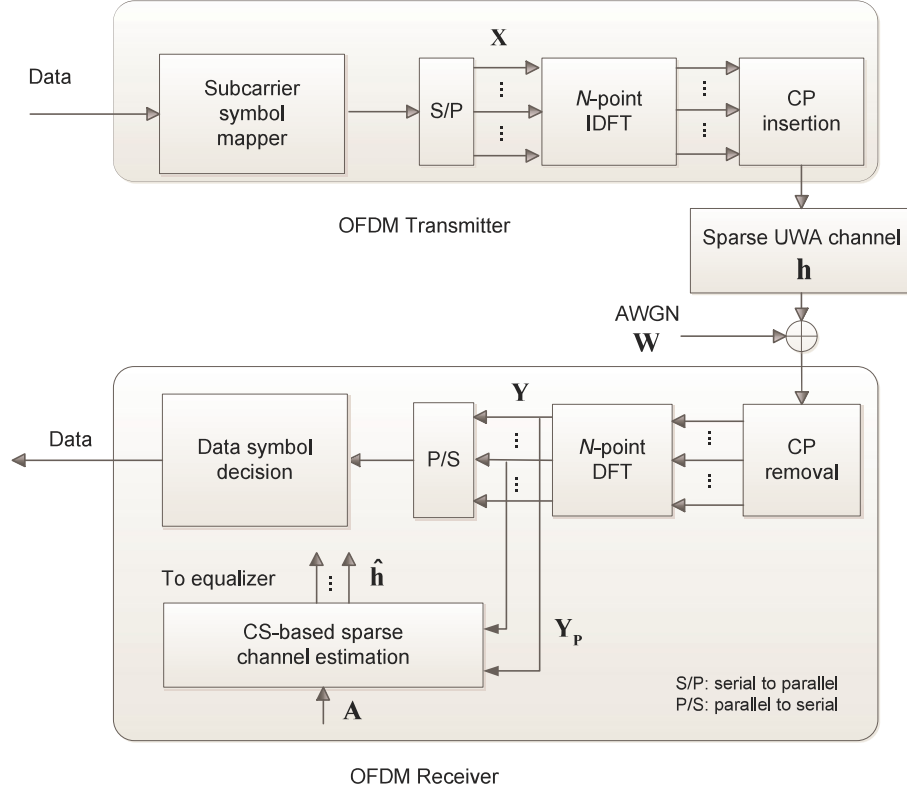 X
Data
Subcarrier
symbol
mapper
S/P
⋮
⋮
N-point
IDFT
⋮
⋮
CP
insertion
OFDM Transmitter
Sparse UWA channel
h
AWGN
W
Y
Data
Data symbol
decision
P/S
⋮
⋮
N-point
DFT
⋮
⋮
CP
removal
To equalizer
⋮
ĥ
CS-based sparse
channel estimation
Y_P
A
S/P: serial to parallel
P/S: parallel to serial
OFDM Receiver